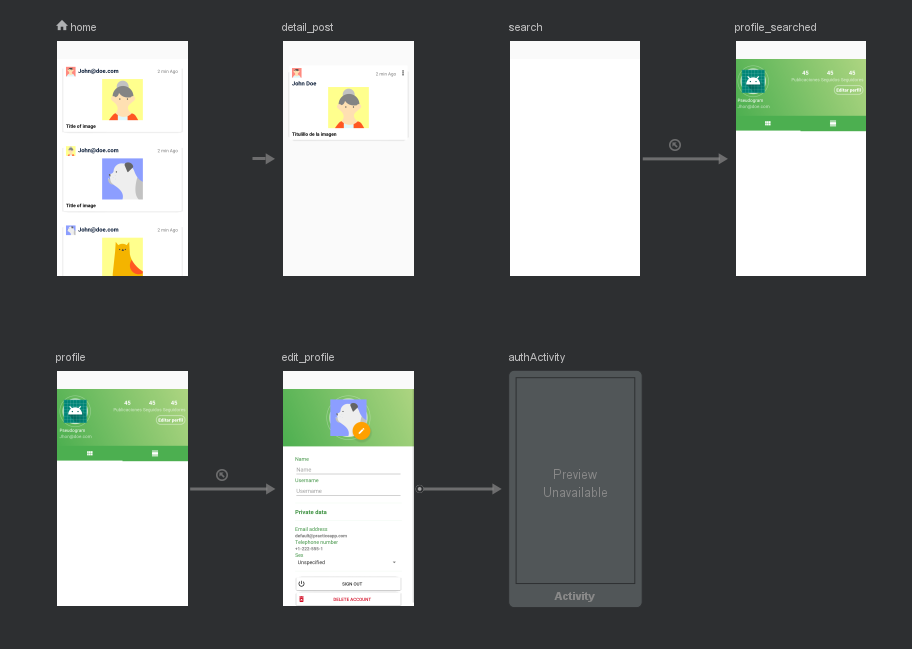 home
John@doe.com
2 min Ago
Title of image
John@doe.com
2 min Ago
Title of image
John@doe.com
2 min Ago
detail_post
2 min Ago
John Doe
Titulillo de la imagen
search
profile_searched
45 45 45
Publicaciones Seguidos Seguidores
Editar perfil
Pseudogram
Jhon@doe.com
profile
45 45 45
Publicaciones Seguidos Seguidores
Editar perfil
Pseudogram
Jhon@doe.com
edit_profile
Name
Name
Username
Username
Private data
Email address
default@practiceapp.com
Telephone number
+1-222-555-1
Sex
Unspecified
SIGN OUT
DELETE ACCOUNT
authActivity
Preview
Unavailable
Activity